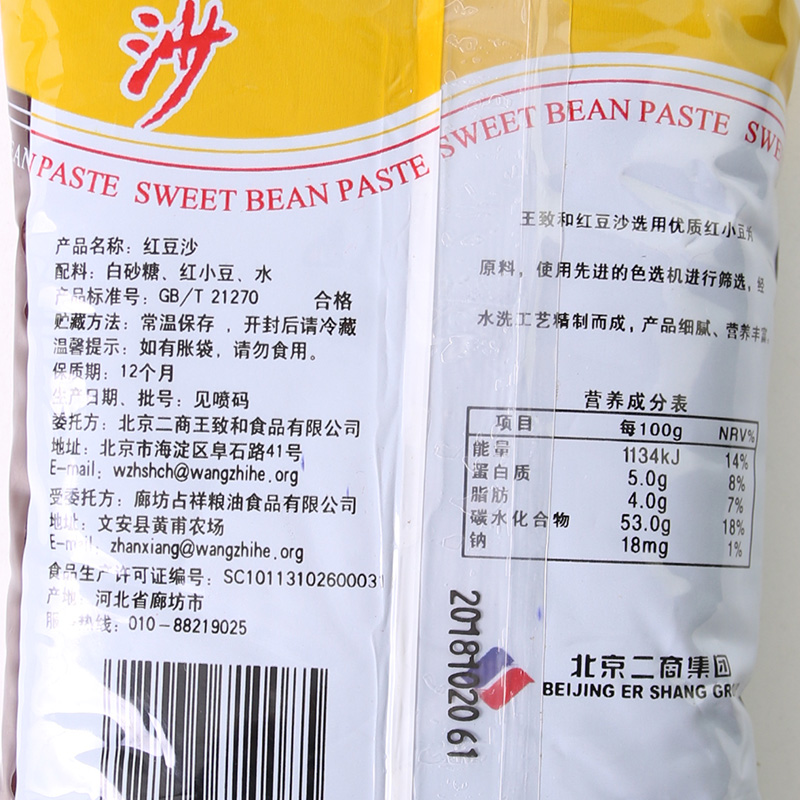 沙
PASTE SWEET BEAN PASTE
SWEET BEAN PASTE SWE
产品名称：红豆沙
配料：白砂糖、红小豆、水
产品标准号：GB/T 21270 合格
贮藏方法：常温保存，开封后请冷藏
温馨提示：如有胀袋，请勿食用。
保质期：12个月
生产日期、批号：见喷码
委托方：北京二商王致和食品有限公司
地址：北京市海淀区阜石路41号
E-mail：wzhshch@wangzhihe.org
受委托方：廊坊占祥粮油食品有限公司
地址：文安县黄甫农场
E-mail：zhanxiang@wangzhihe.org
食品生产许可证编号：SC10113102600031
产地：河北省廊坊市
服务热线：010-88219025
王致和红豆沙选用优质红小豆为
原料，使用先进的色选机进行筛选，经
水洗工艺精制而成，产品细腻、营养丰富，
营养成分表
项目 每100g NRV%
能量 1134kJ 14%
蛋白质 5.0g 8%
脂肪 4.0g 7%
碳水化合物 53.0g 18%
钠 18mg 1%
20181020 61
北京二商集团
BEIJING ER SHANG